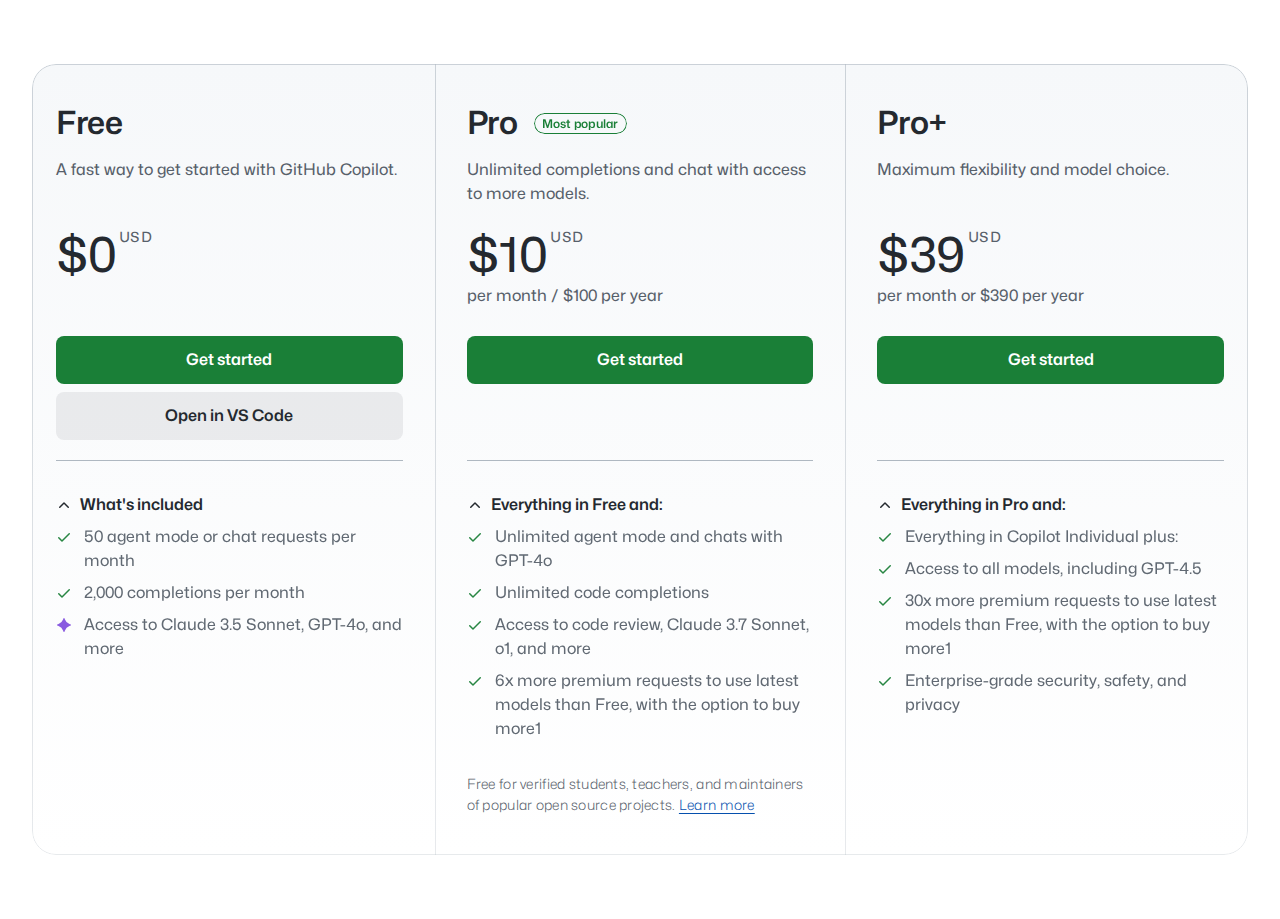 Free
A fast way to get started with GitHub Copilot.
$0 USD
Get started
Open in VS Code
What's included
50 agent mode or chat requests per
month
2,000 completions per month
Access to Claude 3.5 Sonnet, GPT-4o, and
more
Pro Most popular
Unlimited completions and chat with access
to more models.
$10 USD
per month / $100 per year
Get started
Everything in Free and:
Unlimited agent mode and chats with
GPT-4o
Unlimited code completions
Access to code review, Claude 3.7 Sonnet,
o1, and more
6x more premium requests to use latest
models than Free, with the option to buy
more1
Free for verified students, teachers, and maintainers
of popular open source projects. Learn more
Pro+
Maximum flexibility and model choice.
$39 USD
per month or $390 per year
Get started
Everything in Pro and:
Everything in Copilot Individual plus:
Access to all models, including GPT-4.5
30x more premium requests to use latest
models than Free, with the option to buy
more1
Enterprise-grade security, safety, and
privacy